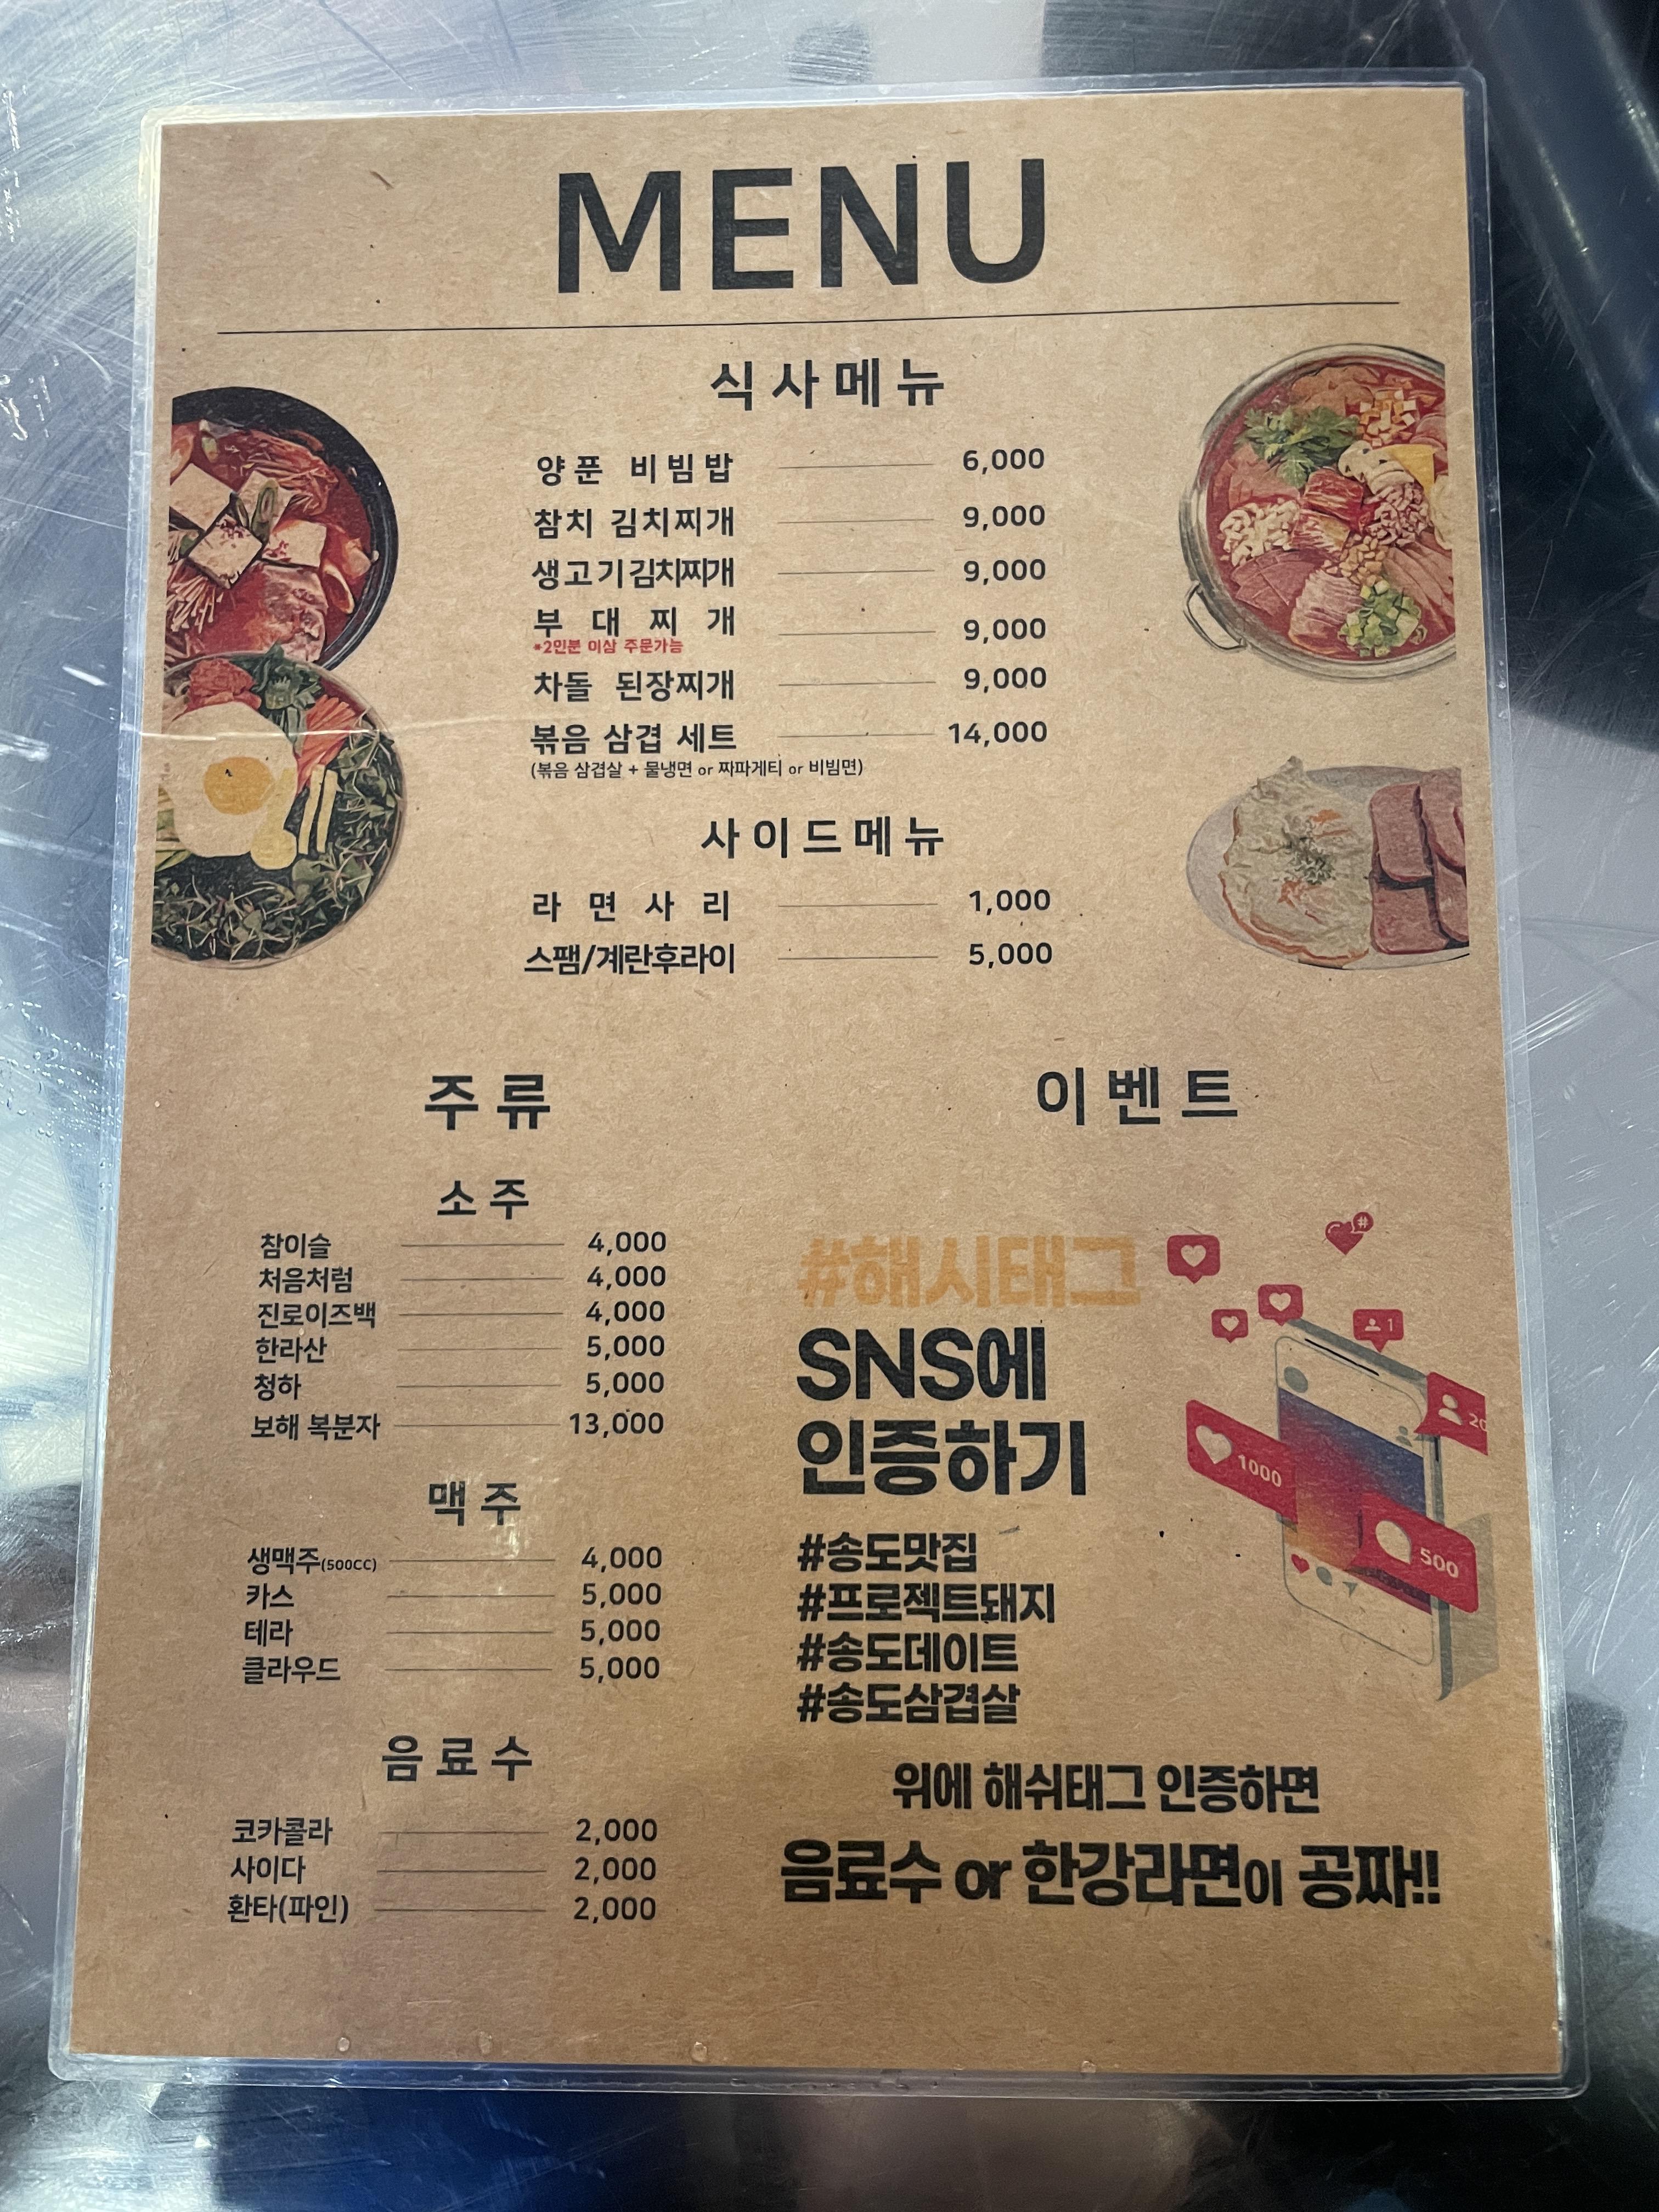 MENU
식사메뉴
양푼 비빔밥 6,000
참치 김치찌개 9,000
생고기김치찌개 9,000
부대찌개 9,000
*2인분 이상 주문가능
차돌 된장찌개 9,000
볶음 삼겹 세트 14,000
(볶음 삼겹살 + 물냉면 or 짜파게티 or 비빔면)
사이드메뉴
라면사리 1,000
스팸/계란후라이 5,000
주류
소주
참이슬 4,000
처음처럼 4,000
진로이즈백 4,000
한라산 5,000
청하 5,000
보해 복분자 13,000
맥주
생맥주(500CC) 4,000
카스 5,000
테라 5,000
클라우드 5,000
음료수
코카콜라 2,000
사이다 2,000
환타(파인) 2,000
이벤트
#해시태그
SNS에
인증하기
#
1
20
1000
500
#송도맛집
#프로젝트돼지
#송도데이트
#송도삼겹살
위에 해쉬태그 인증하면
음료수 or 한강라면이 공짜!!